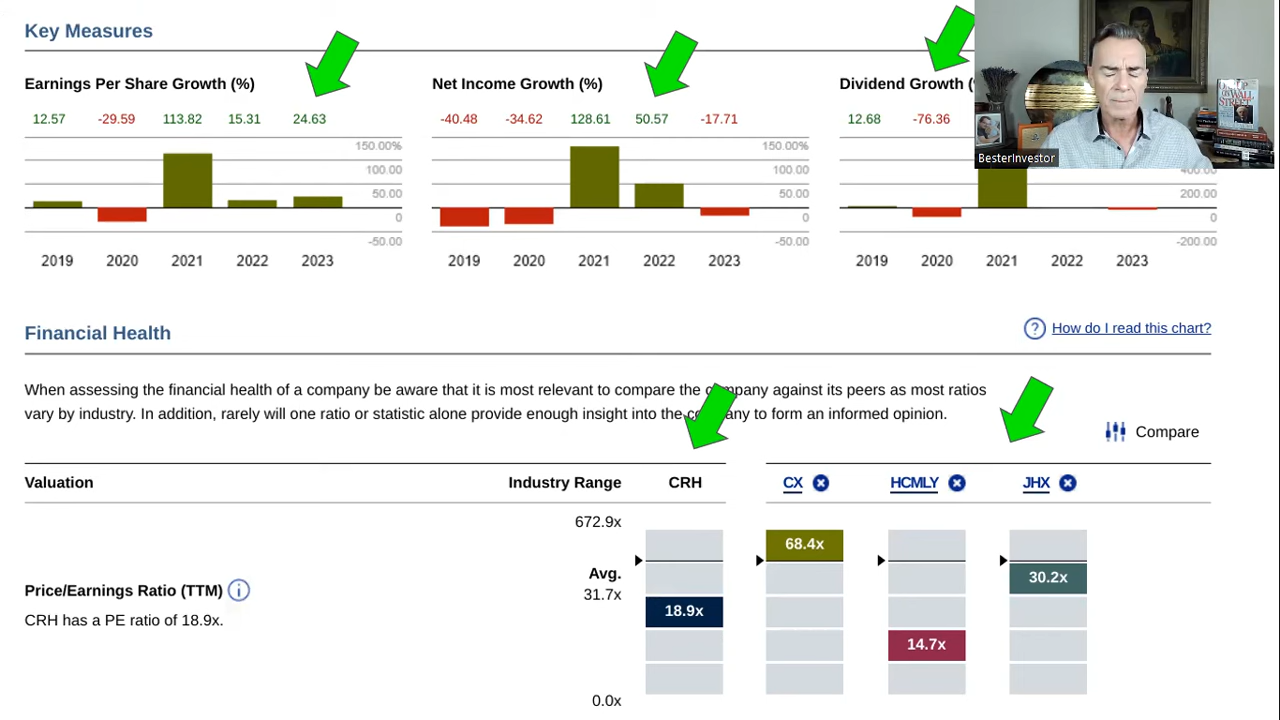 Key Measures
Earnings Per Share Growth (%)
12.57 -29.59 113.82 15.31 24.63
150.00%
100.00
50.00
0
-50.00
2019 2020 2021 2022 2023
Net Income Growth (%)
-40.48 -34.62 128.61 50.57 -17.71
150.00%
100.00
50.00
0
-50.00
2019 2020 2021 2022 2023
Dividend Growth (
12.68 -76.36
400.00
200.00
0
-200.00
2019 2020 2021 2022 2023
BesterInvestor
ON WALL
STREET
Financial Health
? How do I read this chart?
When assessing the financial health of a company be aware that it is most relevant to compare the company against its peers as most ratios
vary by industry. In addition, rarely will one ratio or statistic alone provide enough insight into the company to form an informed opinion.
Compare
Valuation Industry Range CRH CX HCMLY JHX
672.9x
68.4x
Avg.
31.7x
30.2x
Price/Earnings Ratio (TTM) i
18.9x
CRH has a PE ratio of 18.9x.
14.7x
0.0x